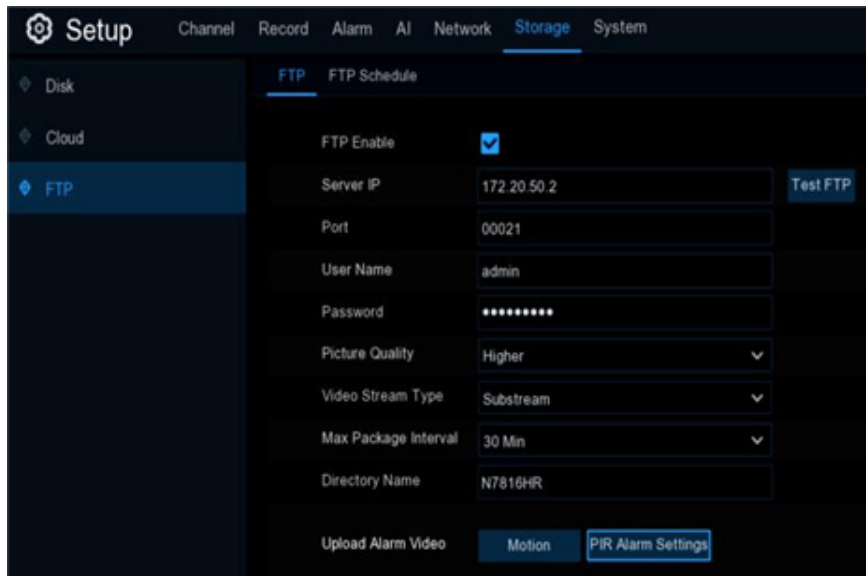 Setup Channel Record Alarm AI Network Storage System
Disk
Cloud
FTP
FTP FTP Schedule
FTP Enable
Server IP 172.20.50.2 Test FTP
Port 00021
User Name admin
Password •••••••••
Picture Quality Higher
Video Stream Type Substream
Max Package Interval 30 Min
Directory Name N7816HR
Upload Alarm Video Motion PIR Alarm Settings